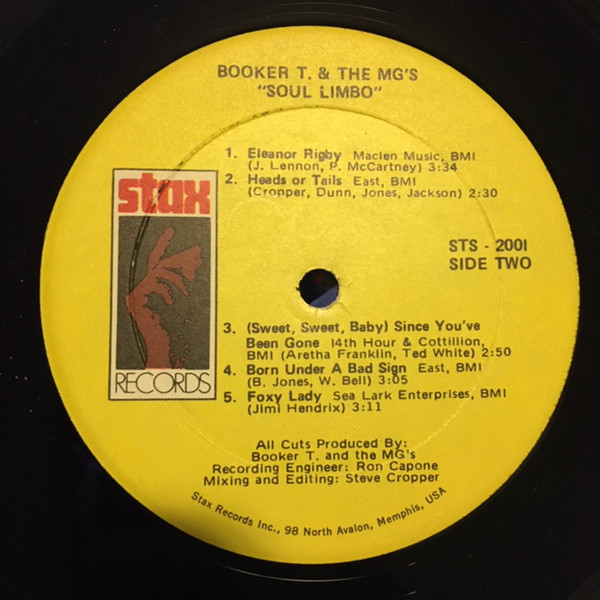 BOOKER T. & THE MG'S
"SOUL LIMBO"
1. Eleanor Rigby Maclen Music, BMI
(J. Lennon, P. McCartney) 3:34
2. Heads or Tails East, BMI
(Cropper, Dunn, Jones, Jackson) 2:30
stax
RECORDS
STS - 2001
SIDE TWO
3. (Sweet, Sweet, Baby) Since You've
Been Gone 14th Hour & Cottillion,
BMI (Aretha Franklin, Ted White) 2:50
4. Born Under A Bad Sign East, BMI
(B. Jones, W. Bell) 3:05
5. Foxy Lady Sea Lark Enterprises, BMI
(Jimi Hendrix) 3:11
All Cuts Produced By:
Booker T. and the MG's
Recording Engineer: Ron Capone
Mixing and Editing: Steve Cropper
Stax Records Inc., 98 North Avalon, Memphis, USA